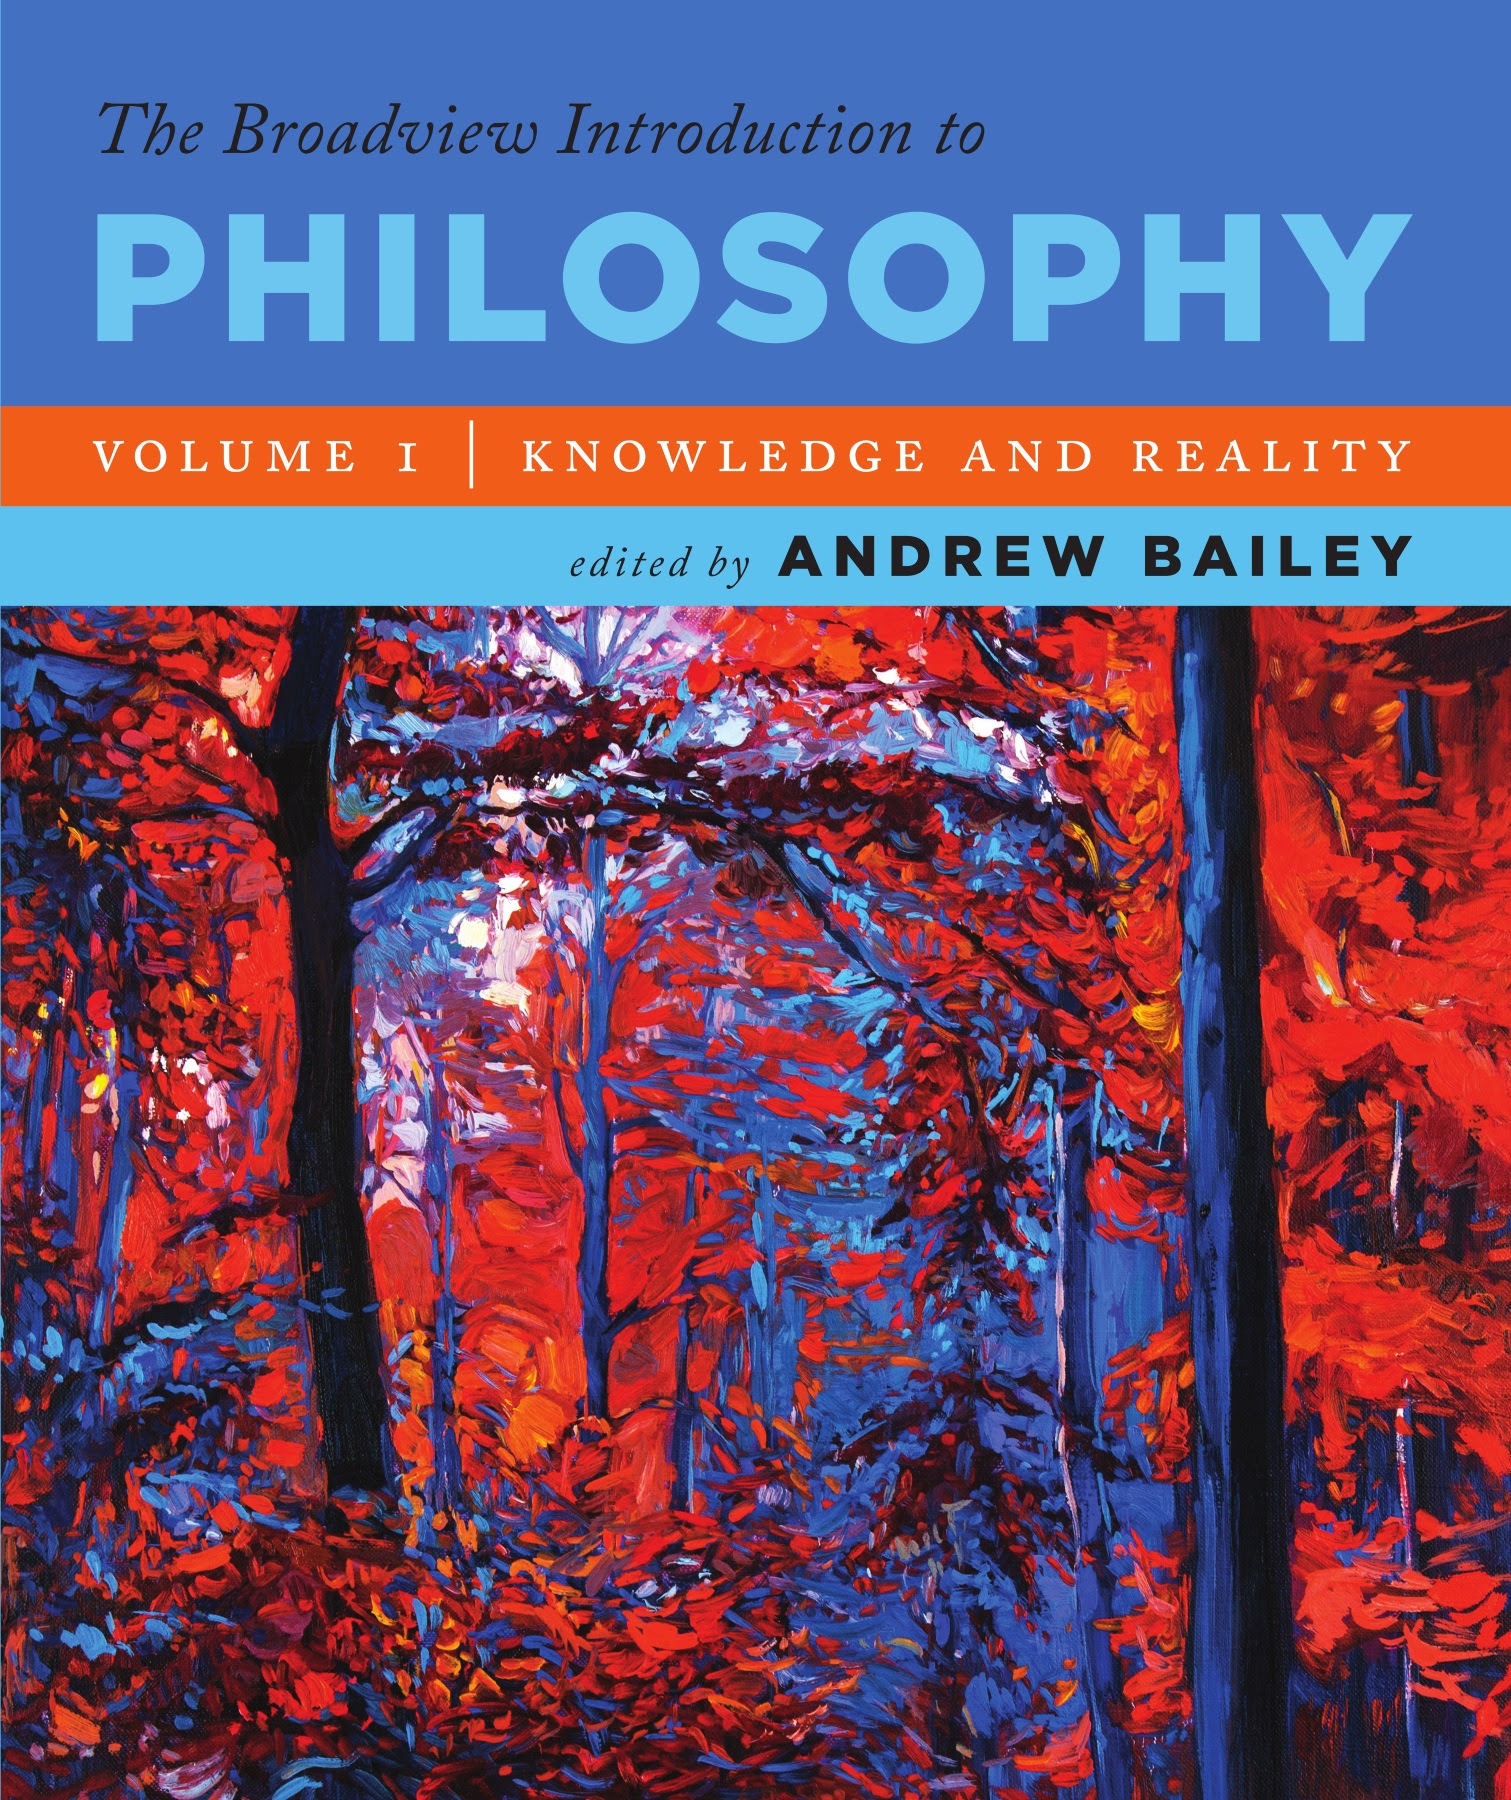 The Broadview Introduction to
PHILOSOPHY
VOLUME I | KNOWLEDGE AND REALITY
edited by ANDREW BAILEY